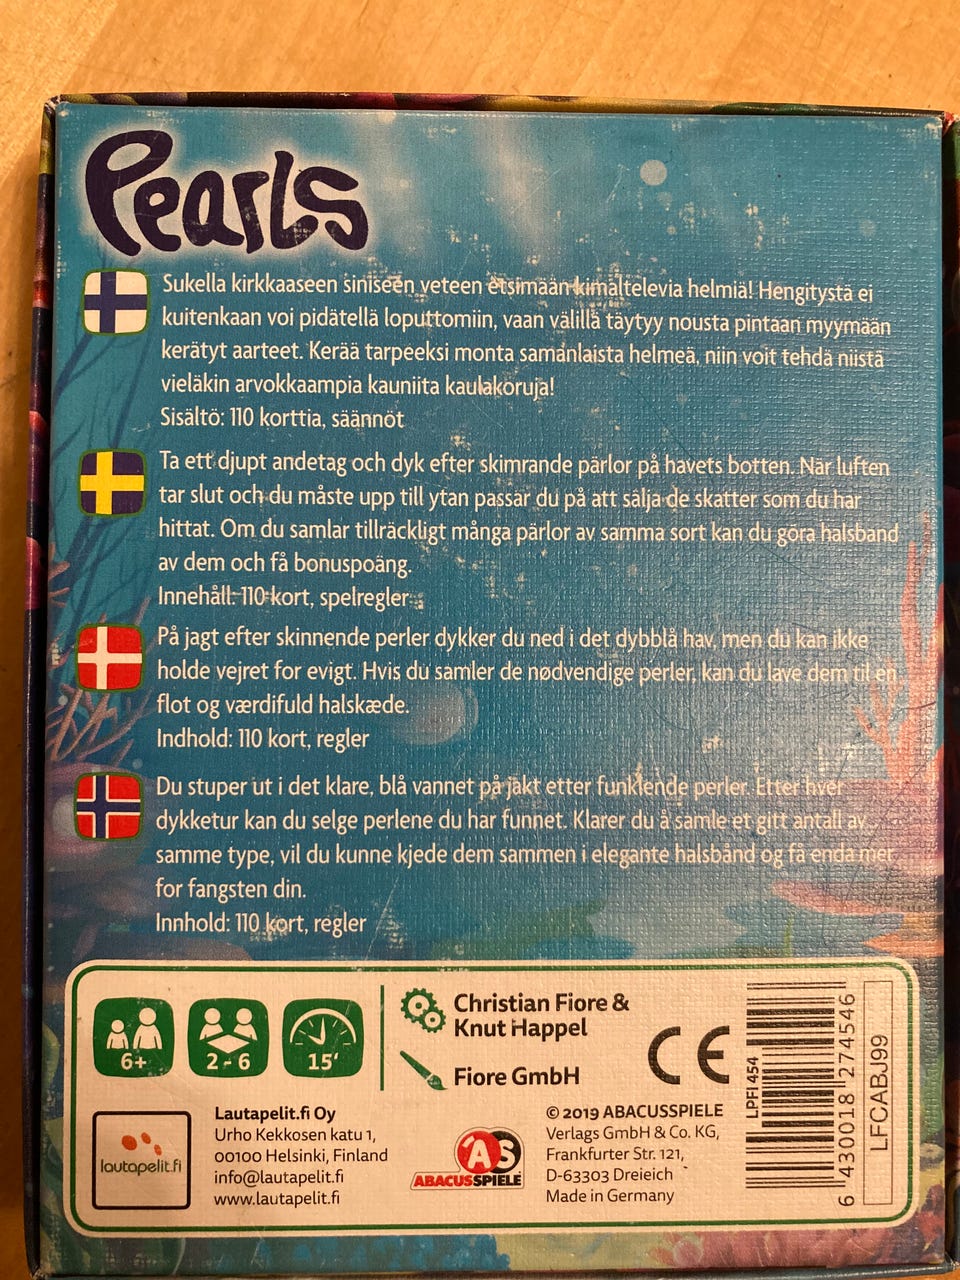 Pearls
Sukella kirkkaaseen siniseen veteen etsimään kimaltelevia helmiä! Hengitystä ei
kuitenkaan voi pidätellä loputtomiin, vaan välillä täytyy nousta pintaan myymään
kerätyt aarteet. Kerää tarpeeksi monta samanlaista helmeä, niin voit tehdä niistä
vieläkin arvokkaampia kauniita kaulakoruja!
Sisältö: 110 korttia, säännöt
Ta ett djupt andetag och dyk efter skimrande pärlor på havets botten. När luften
tar slut och du måste upp till ytan passar du på att sälja de skatter som du har
hittat. Om du samlar tillräckligt många pärlor av samma sort kan du göra halsband
av dem och få bonuspoäng.
Innehåll: 110 kort, spelregler
På jagt efter skinnende perler dykker du ned i det dybblå hav, men du kan ikke
holde vejret for evigt. Hvis du samler de nødvendige perler, kan du lave dem til en
flot og værdifuld halskæde.
Indhold: 110 kort, regler
Du stuper ut i det klare, blå vannet på jakt etter funklende perler. Etter hver
dykketur kan du selge perlene du har funnet. Klarer du å samle et gitt antall av
samme type, vil du kunne kjede dem sammen i elegante halsbånd og få enda mer
for fangsten din.
Innhold: 110 kort, regler
6+
2-6
15'
Christian Fiore &
Knut Happel
Fiore GmbH
CE
LPFI 454
6 430018 274546
LFCABJ99
lautapelit.fi
Lautapelit.fi Oy
Urho Kekkosen katu 1,
00100 Helsinki, Finland
info@lautapelit.fi
www.lautapelit.fi
AS
ABACUSSPIELE
© 2019 ABACUSSPIELE
Verlags GmbH & Co. KG,
Frankfurter Str. 121,
D-63303 Dreieich
Made in Germany